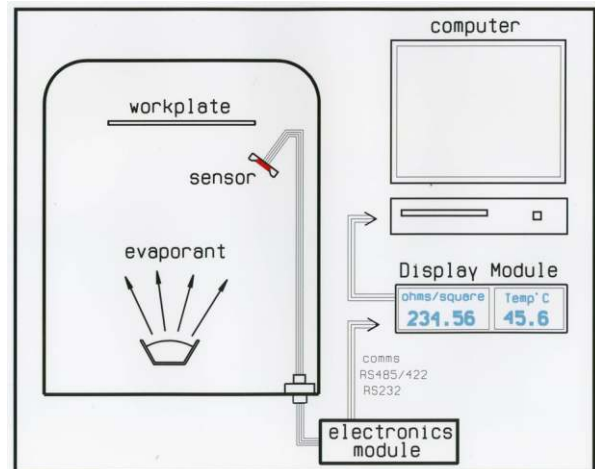 computer
workplate
sensor
evaporant
Display Module
ohms/square
234.56
Temp°C
45.6
comms
RS485/422
RS232
electronics
module